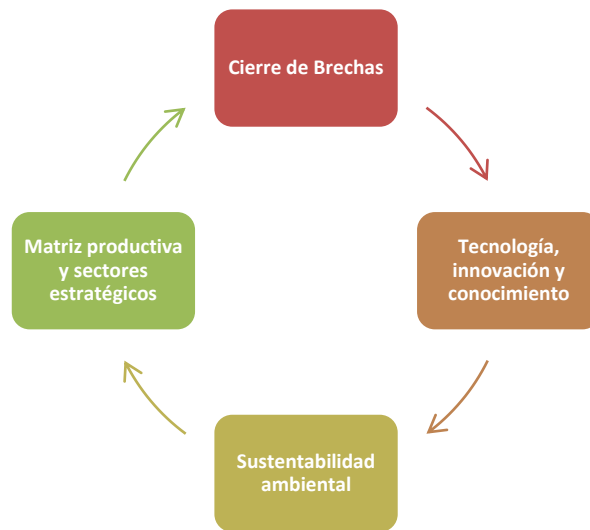 Cierre de Brechas
Matriz productiva
y sectores
estratégicos
Tecnología,
innovación y
conocimiento
Sustentabilidad
ambiental